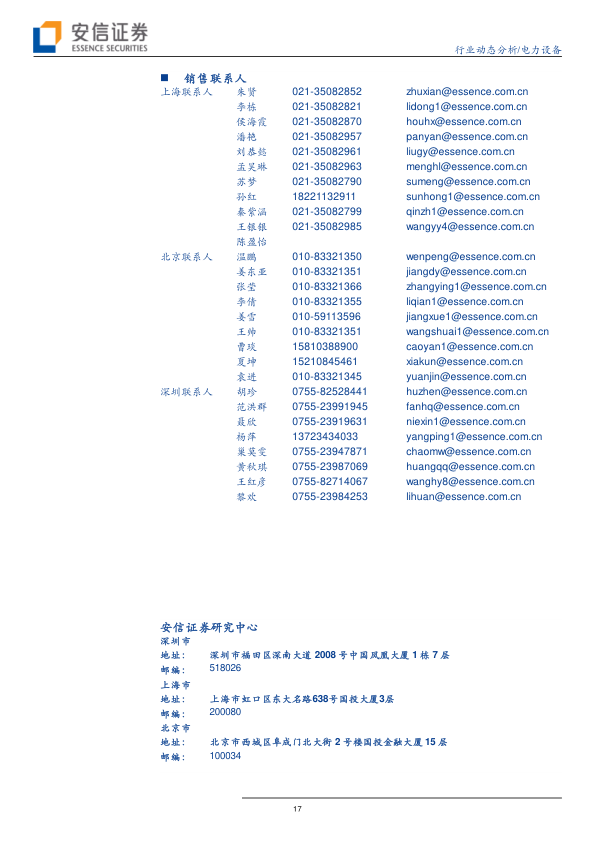 安信证券
ESSENCE SECURITIES
行业动态分析/电力设备
■ 销售联系人
上海联系人 朱贤 021-35082852 zhuxian@essence.com.cn
李栋 021-35082821 lidong1@essence.com.cn
侯海霞 021-35082870 houhx@essence.com.cn
潘艳 021-35082957 panyan@essence.com.cn
刘恭懿 021-35082961 liugy@essence.com.cn
孟昊琳 021-35082963 menghl@essence.com.cn
苏梦 021-35082790 sumeng@essence.com.cn
孙红 18221132911 sunhong1@essence.com.cn
秦紫涵 021-35082799 qinzh1@essence.com.cn
王银银 021-35082985 wangyy4@essence.com.cn
陈盈怡
北京联系人 温鹏 010-83321350 wenpeng@essence.com.cn
姜东亚 010-83321351 jiangdy@essence.com.cn
张莹 010-83321366 zhangying1@essence.com.cn
李倩 010-83321355 liqian1@essence.com.cn
姜雪 010-59113596 jiangxue1@essence.com.cn
王帅 010-83321351 wangshuai1@essence.com.cn
曹琰 15810388900 caoyan1@essence.com.cn
夏坤 15210845461 xiakun@essence.com.cn
袁进 010-83321345 yuanjin@essence.com.cn
深圳联系人 胡珍 0755-82528441 huzhen@essence.com.cn
范洪群 0755-23991945 fanhq@essence.com.cn
聂欣 0755-23919631 niexin1@essence.com.cn
杨萍 13723434033 yangping1@essence.com.cn
巢莫雯 0755-23947871 chaomw@essence.com.cn
黄秋琪 0755-23987069 huangqq@essence.com.cn
王红彦 0755-82714067 wanghy8@essence.com.cn
黎欢 0755-23984253 lihuan@essence.com.cn
安信证券研究中心
深圳市
地址: 深圳市福田区深南大道 2008 号中国凤凰大厦 1 栋 7 层
邮编: 518026
上海市
地址: 上海市虹口区东大名路638号国投大厦3层
邮编: 200080
北京市
地址: 北京市西城区阜成门北大街 2 号楼国投金融大厦 15 层
邮编: 100034
17